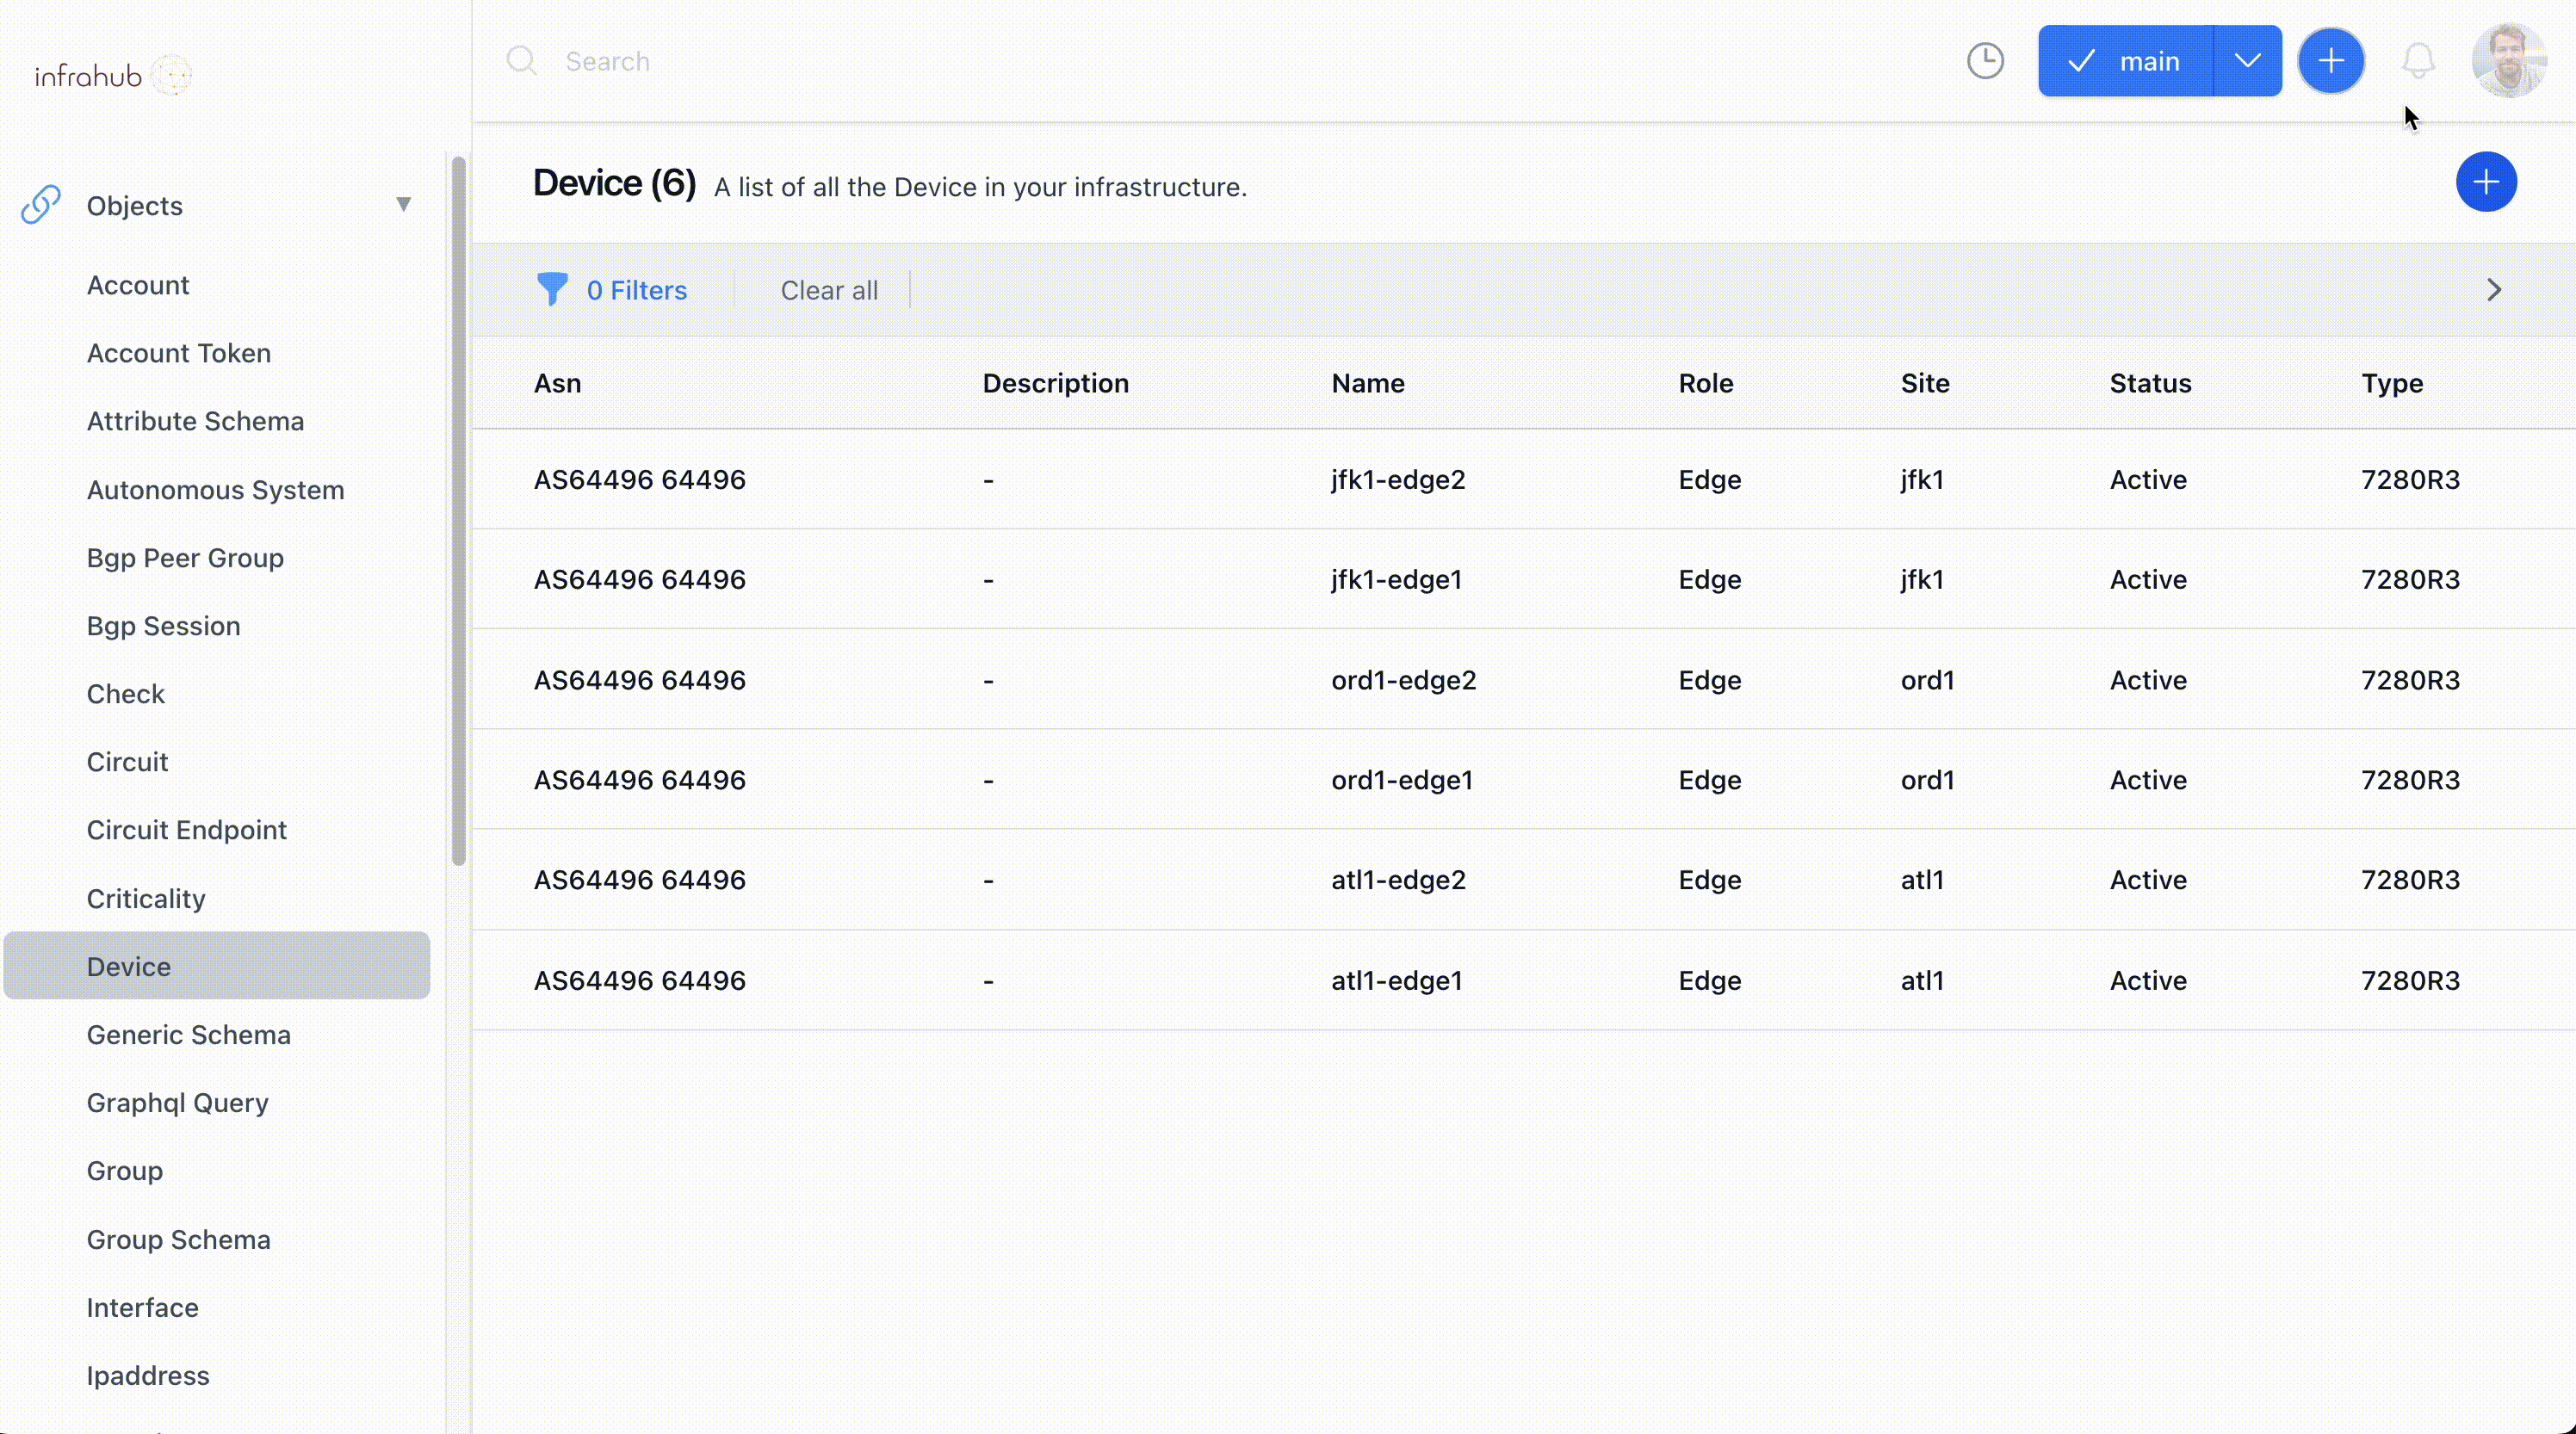 infrahub
Search
main
Objects
Account
Account Token
Attribute Schema
Autonomous System
Bgp Peer Group
Bgp Session
Check
Circuit
Circuit Endpoint
Criticality
Device
Generic Schema
Graphql Query
Group
Group Schema
Interface
Ipaddress
Device (6) A list of all the Device in your infrastructure.
0 Filters Clear all
Asn Description Name Role Site Status Type
AS64496 64496 - jfk1-edge2 Edge jfk1 Active 7280R3
AS64496 64496 - jfk1-edge1 Edge jfk1 Active 7280R3
AS64496 64496 - ord1-edge2 Edge ord1 Active 7280R3
AS64496 64496 - ord1-edge1 Edge ord1 Active 7280R3
AS64496 64496 - atl1-edge2 Edge atl1 Active 7280R3
AS64496 64496 - atl1-edge1 Edge atl1 Active 7280R3